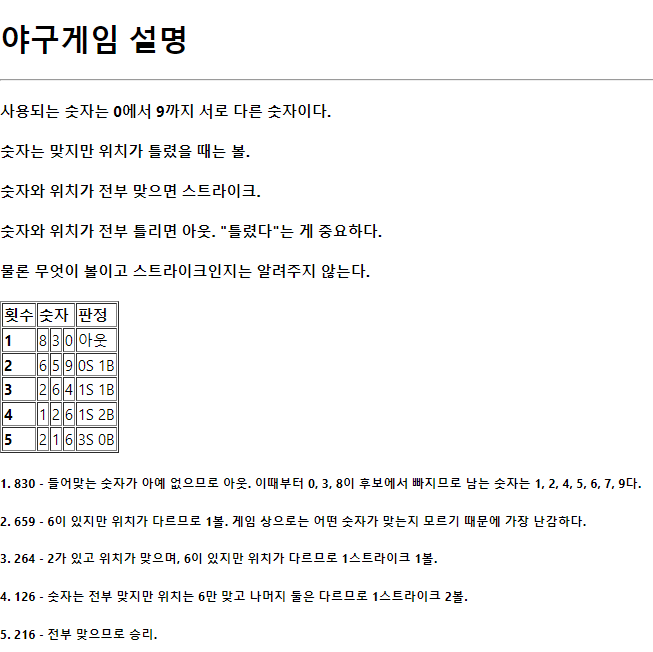 야구게임 설명
사용되는 숫자는 0에서 9까지 서로 다른 숫자이다.
숫자는 맞지만 위치가 틀렸을 때는 볼.
숫자와 위치가 전부 맞으면 스트라이크.
숫자와 위치가 전부 틀리면 아웃. "틀렸다"는 게 중요하다.
물론 무엇이 볼이고 스트라이크인지는 알려주지 않는다.
횟수 숫자 판정
1 8 3 0 아웃
2 6 5 9 0S 1B
3 2 6 4 1S 1B
4 1 2 6 1S 2B
5 2 1 6 3S 0B
1. 830 - 들어맞는 숫자가 아예 없으므로 아웃. 이때부터 0, 3, 8이 후보에서 빠지므로 남는 숫자는 1, 2, 4, 5, 6, 7, 9다.
2. 659 - 6이 있지만 위치가 다르므로 1볼. 게임 상으로는 어떤 숫자가 맞는지 모르기 때문에 가장 난감하다.
3. 264 - 2가 있고 위치가 맞으며, 6이 있지만 위치가 다르므로 1스트라이크 1볼.
4. 126 - 숫자는 전부 맞지만 위치는 6만 맞고 나머지 둘은 다르므로 1스트라이크 2볼.
5. 216 - 전부 맞으므로 승리.